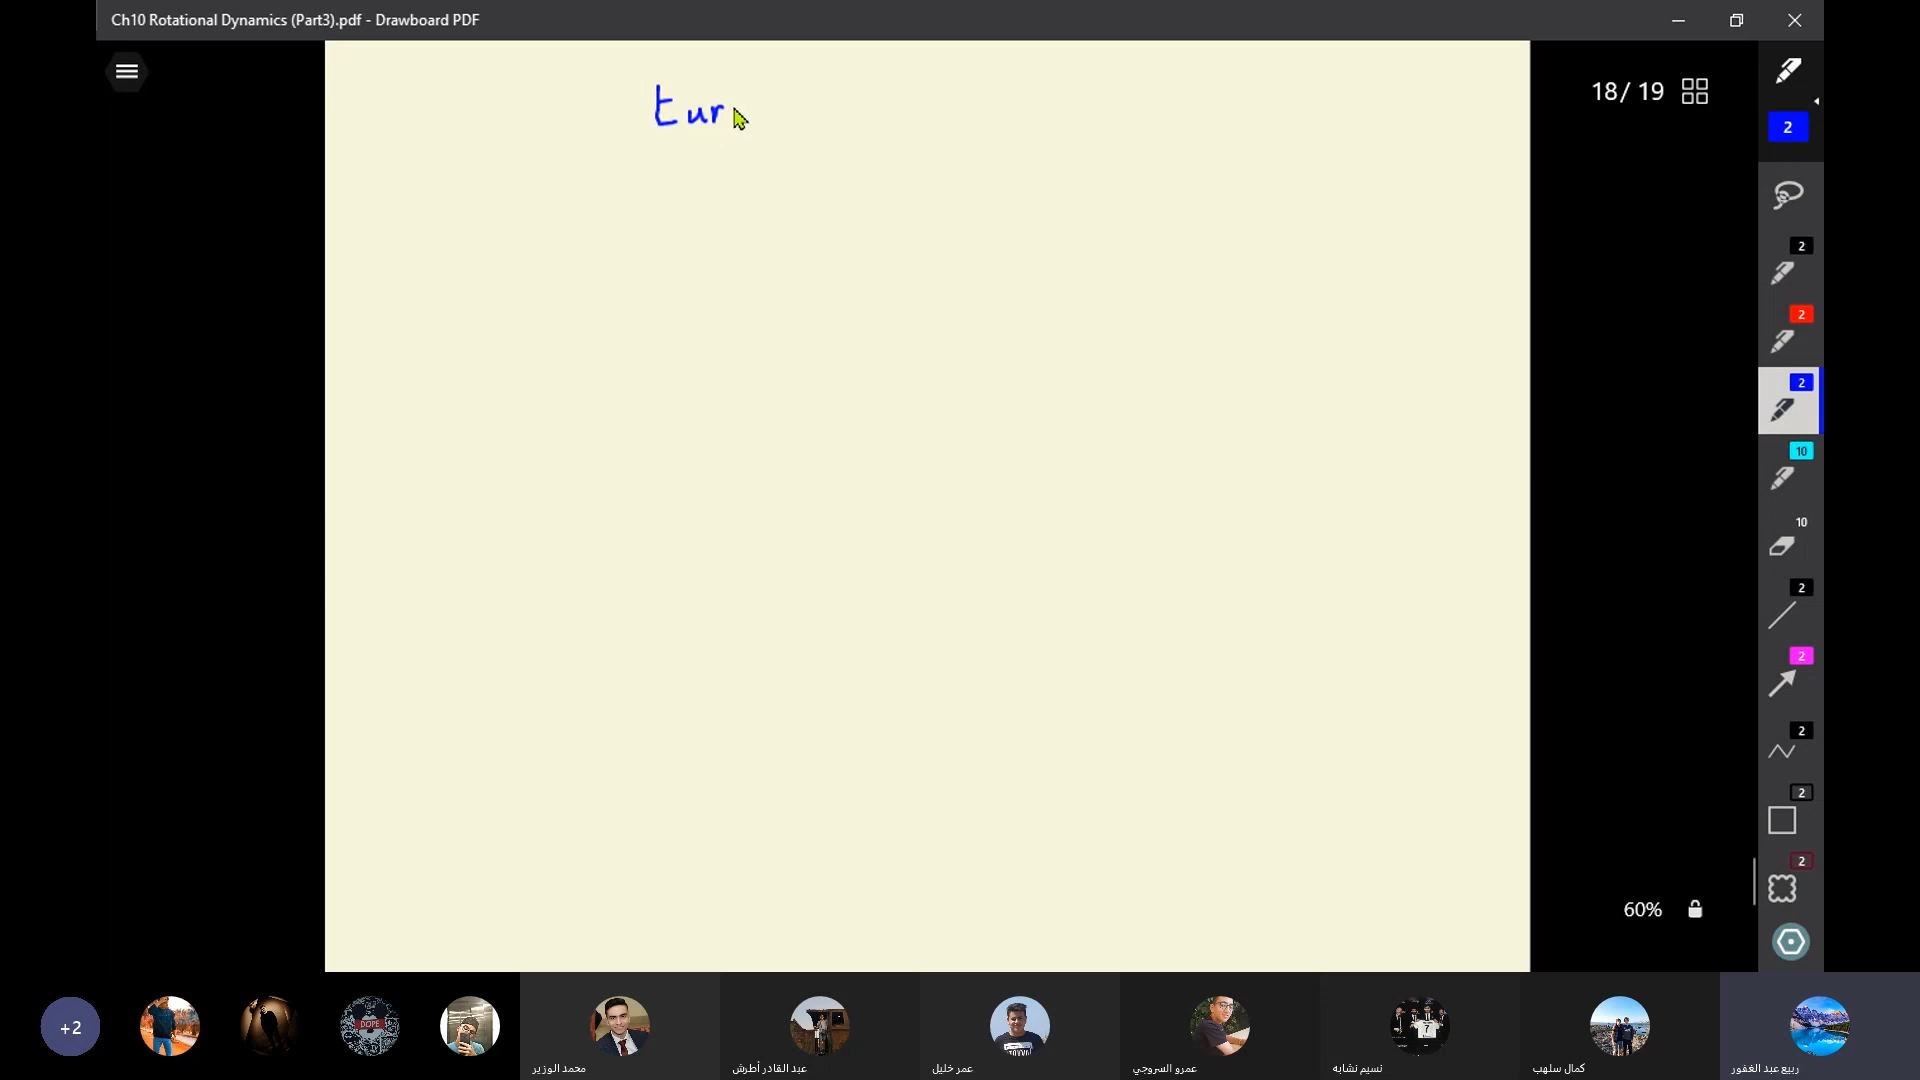 Ch10 Rotational Dynamics (Part3).pdf - Drawboard PDF
tur
18/ 19
2
2
2
2
10
10
2
2
2
2
2
60%
+2
DOPE
7
محمد الوزير
عبد القادر أطرش
عمر خليل
عمرو السروجي
نسيم نشابه
كمال سلهب
ربيع عبد الغفور